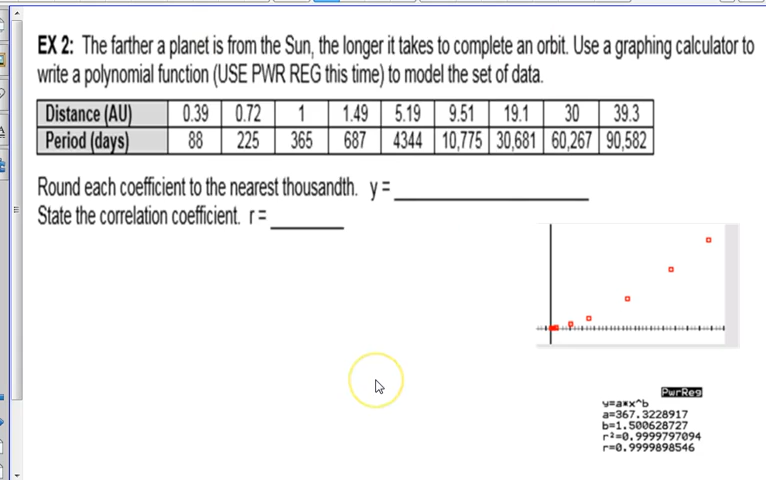 EX 2: The farther a planet is from the Sun, the longer it takes to complete an orbit. Use a graphing calculator to
write a polynomial function (USE PWR REG this time) to model the set of data.
Distance (AU) 0.39 0.72 1 1.49 5.19 9.51 19.1 30 39.3
Period (days) 88 225 365 687 4344 10,775 30,681 60,267 90,582
Round each coefficient to the nearest thousandth. y = ____________________
State the correlation coefficient. r = ________
PwrReg
y=a*x^b
a=367.3228917
b=1.500628727
r²=0.9999797094
r=0.9999898546